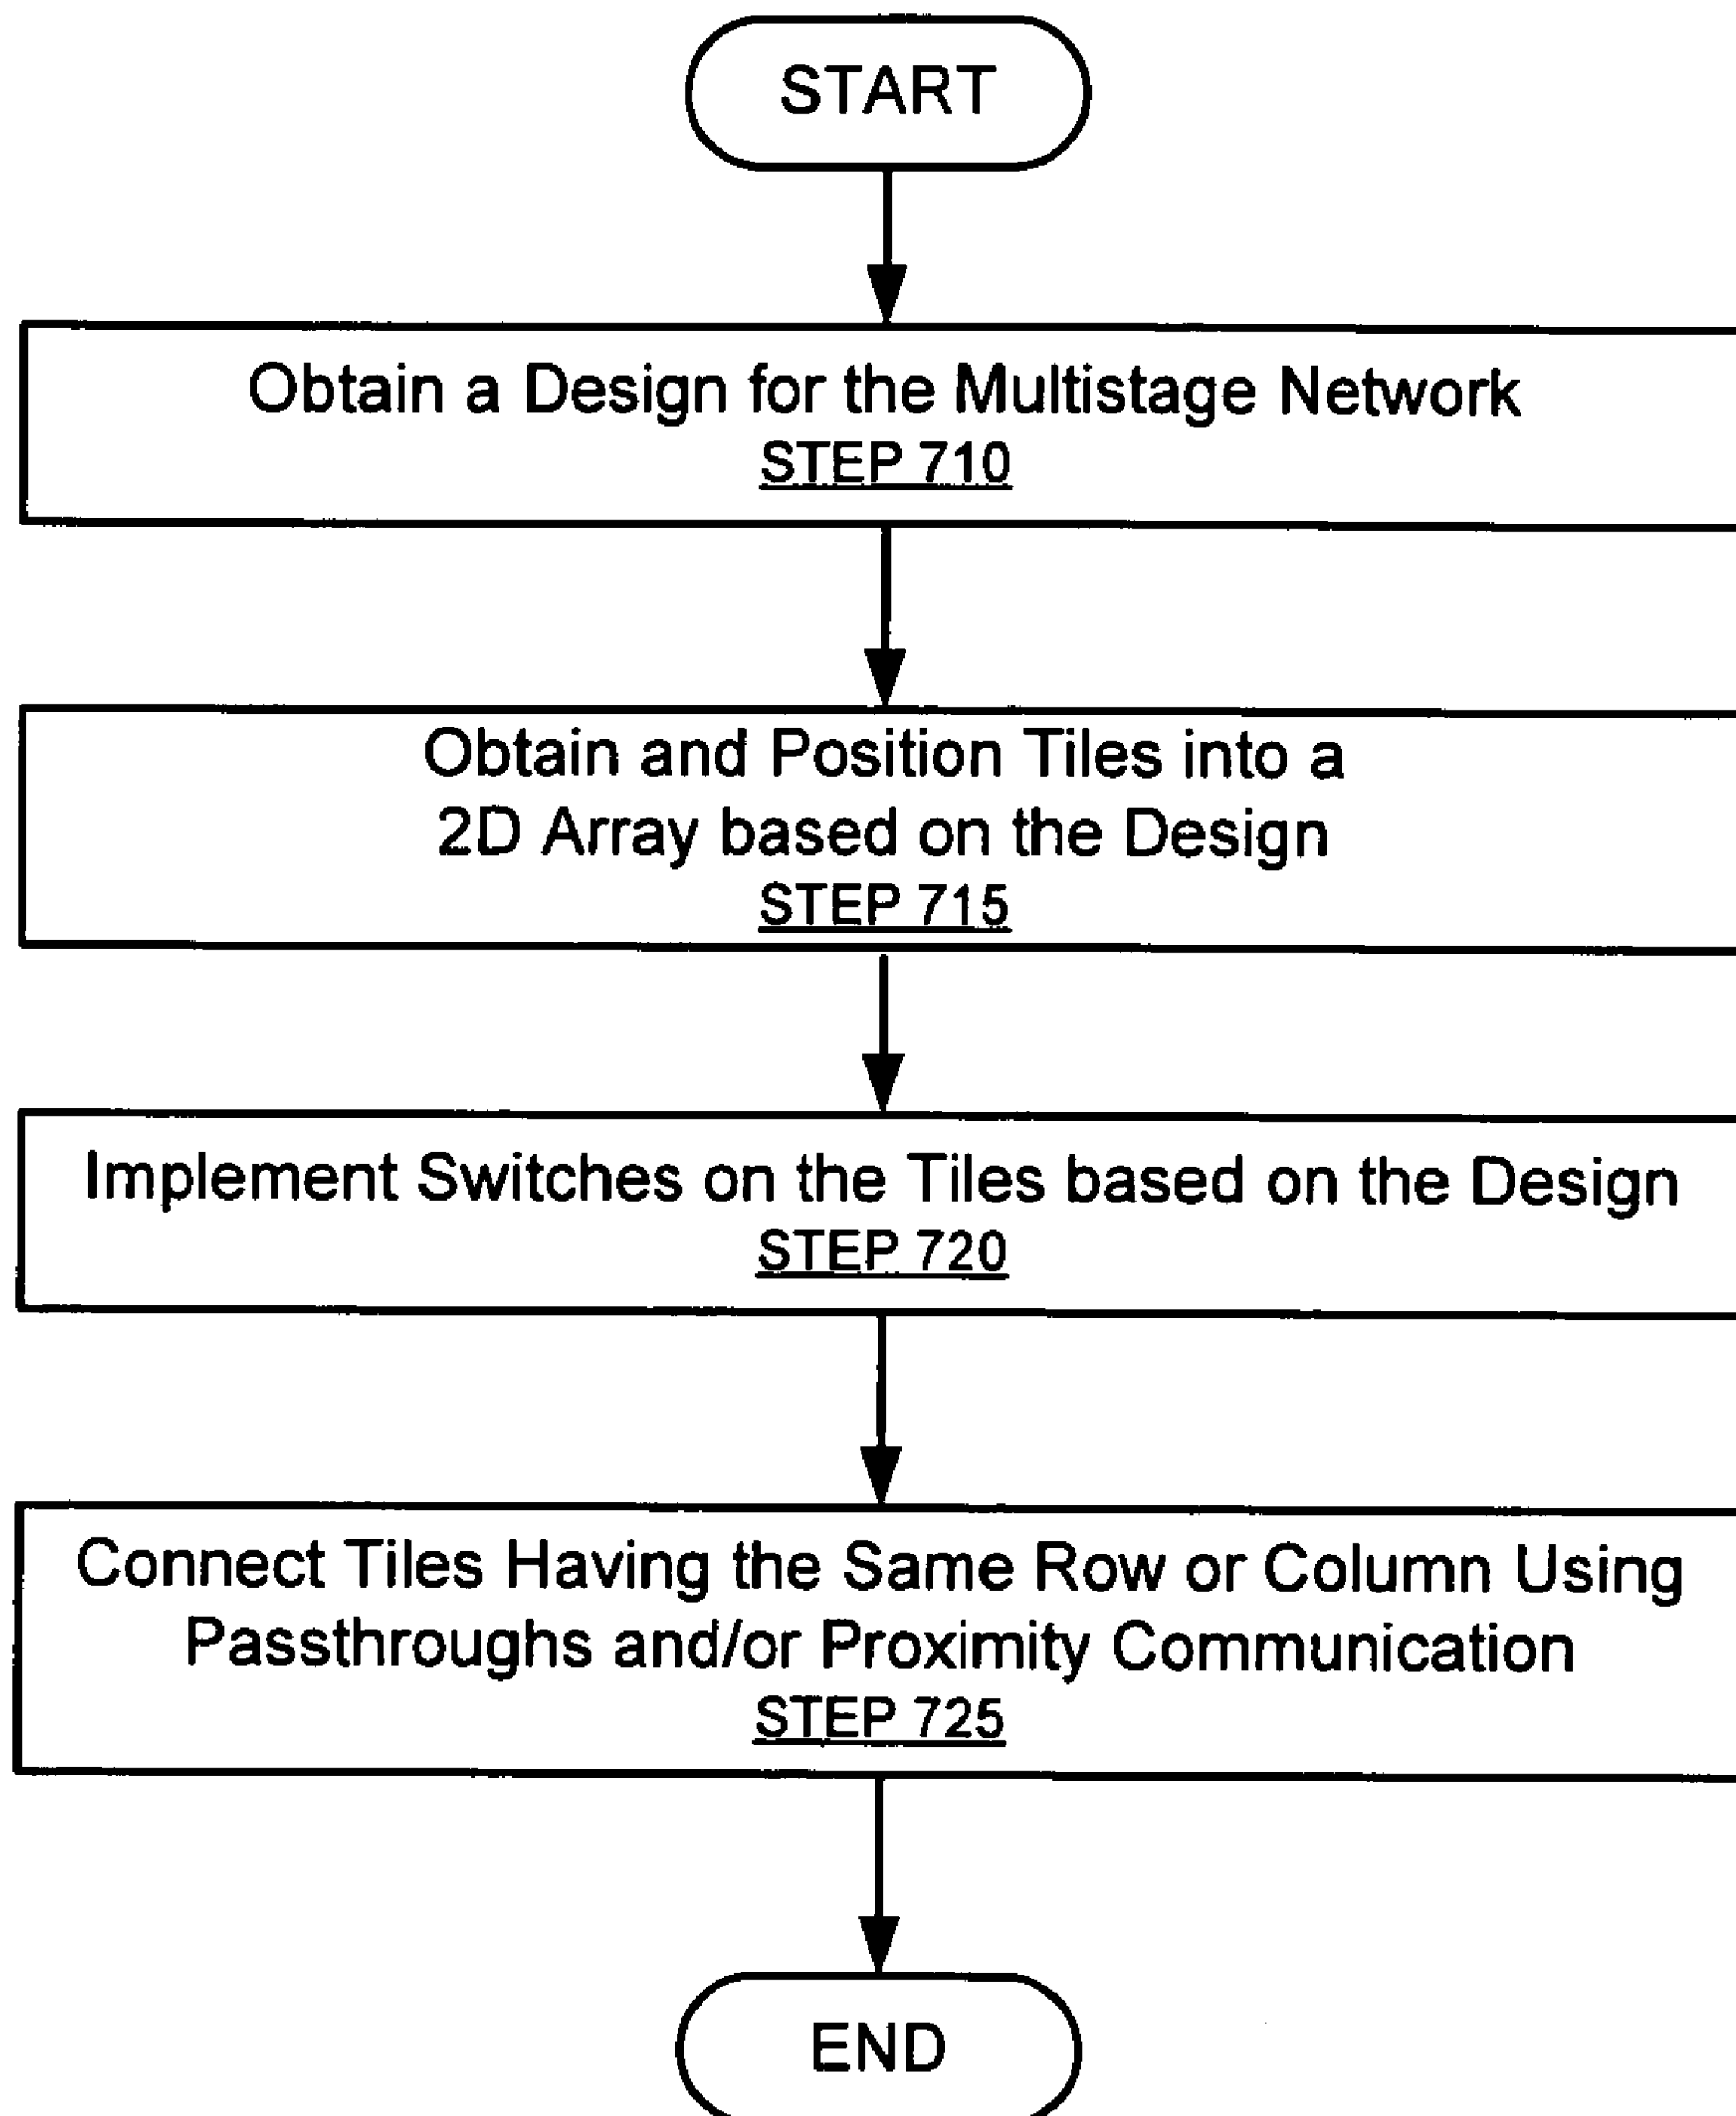 START
Obtain a Design for the Multistage Network
STEP 710
Obtain and Position Tiles into a
2D Array based on the Design
STEP 715
Implement Switches on the Tiles based on the Design
STEP 720
Connect Tiles Having the Same Row or Column Using
Passthroughs and/or Proximity Communication
STEP 725
END